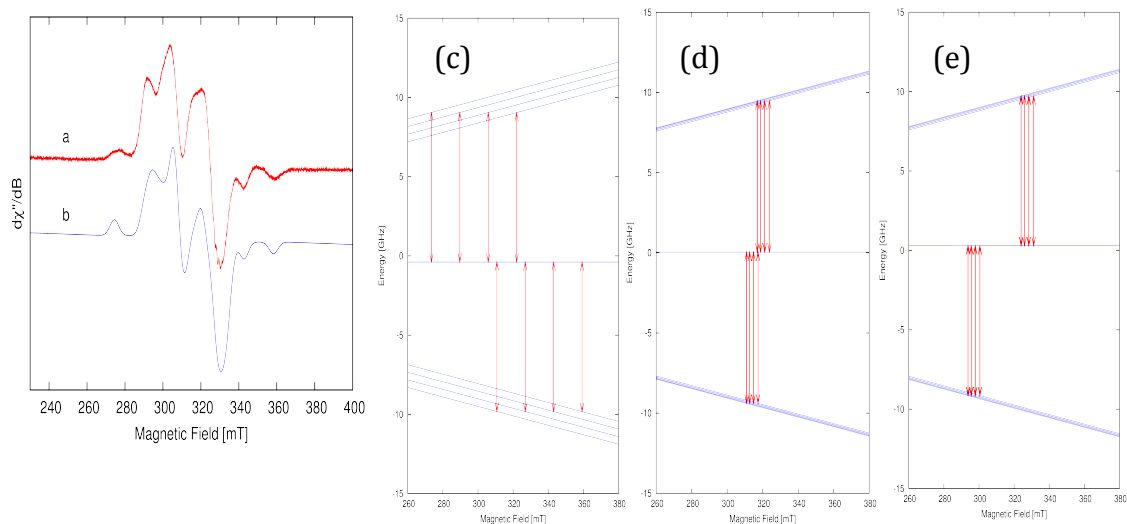 a
b
dχ"/dB
240 260 280 300 320 340 360 380 400
Magnetic Field [mT]
(c)
15
10
5
0
-5
-10
-15
Energy [GHz]
260 280 300 320 340 360 380
Magnetic Field [mT]
(d)
15
10
5
0
-5
-10
-15
Energy [GHz]
260 280 300 320 340 360 380
Magnetic Field [mT]
(e)
15
10
5
0
-5
-10
-15
Energy [GHz]
260 280 300 320 340 360 380
Magnetic Field [mT]